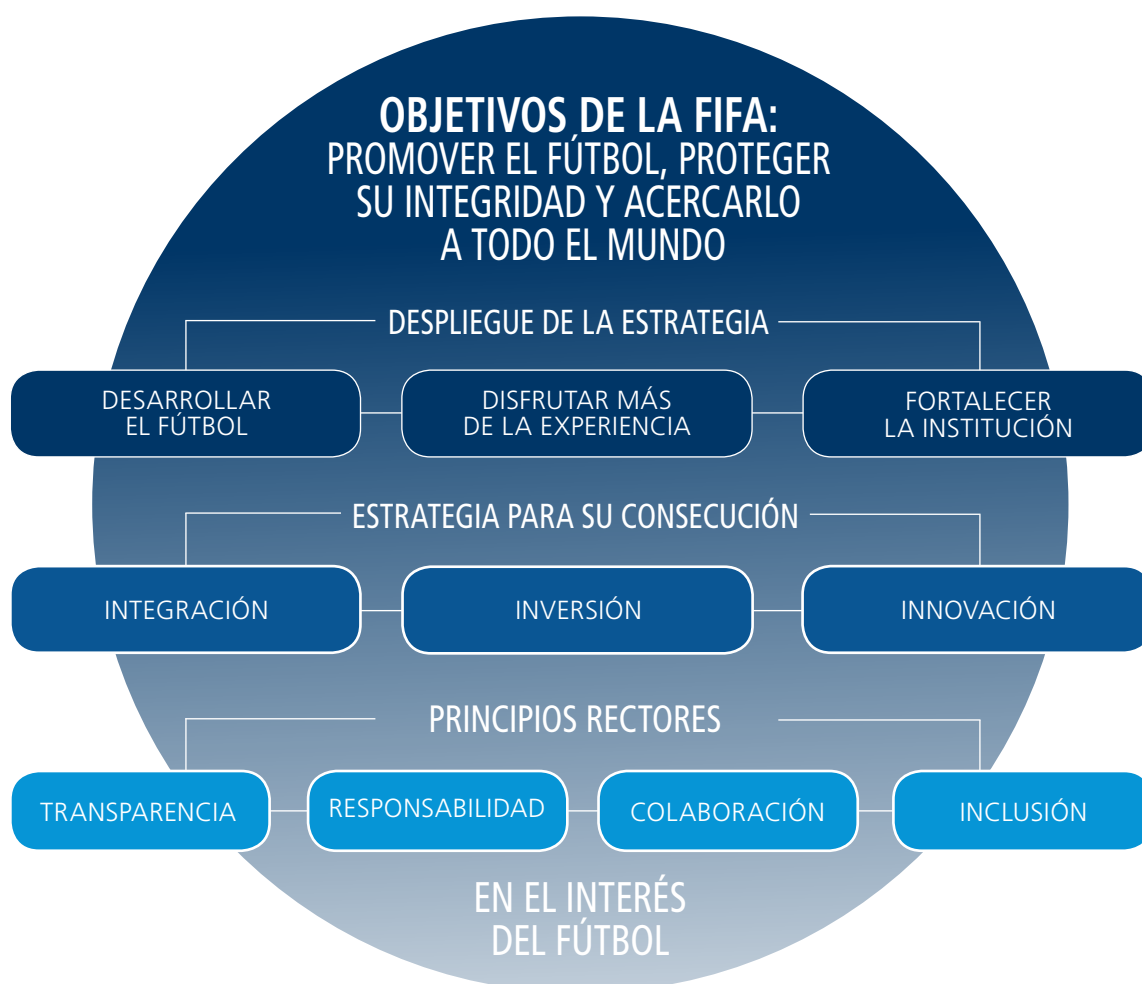 OBJETIVOS DE LA FIFA:
PROMOVER EL FÚTBOL, PROTEGER
SU INTEGRIDAD Y ACERCARLO
A TODO EL MUNDO
DESPLIEGUE DE LA ESTRATEGIA
DESARROLLAR
EL FÚTBOL
DISFRUTAR MÁS
DE LA EXPERIENCIA
FORTALECER
LA INSTITUCIÓN
ESTRATEGIA PARA SU CONSECUCIÓN
INTEGRACIÓN
INVERSIÓN
INNOVACIÓN
PRINCIPIOS RECTORES
TRANSPARENCIA
RESPONSABILIDAD
COLABORACIÓN
INCLUSIÓN
EN EL INTERÉS
DEL FÚTBOL